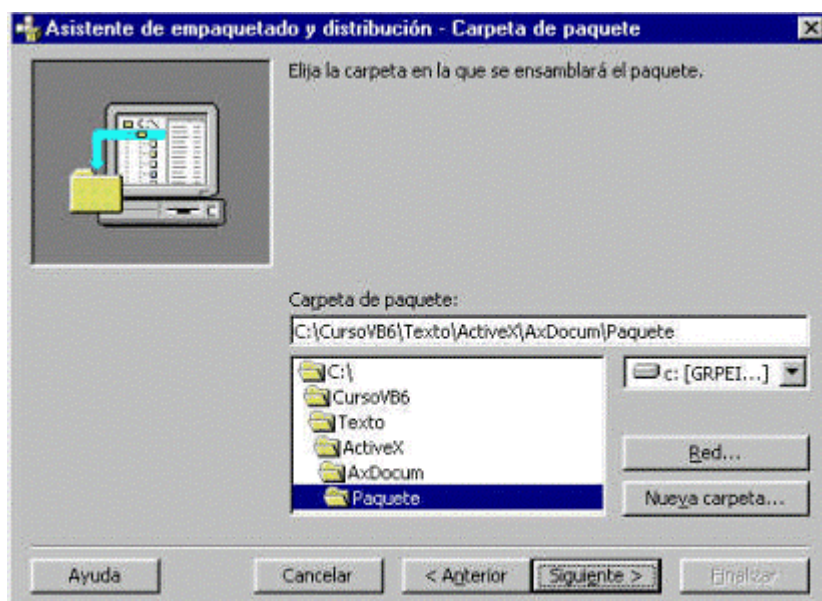 Asistente de empaquetado y distribución - Carpeta de paquete
Elija la carpeta en la que se ensamblará el paquete.
C:\
Carpeta de paquete:
C:\CursoVB6\Texto\ActiveX\AxDocum\Paquete
C:\
c: [GRPEI...]
CursoVB6
Texto
ActiveX
AxDocum
Paquete
Red...
Nueva carpeta...
Ayuda
Cancelar
< Anterior
Siguiente >
Finalizar